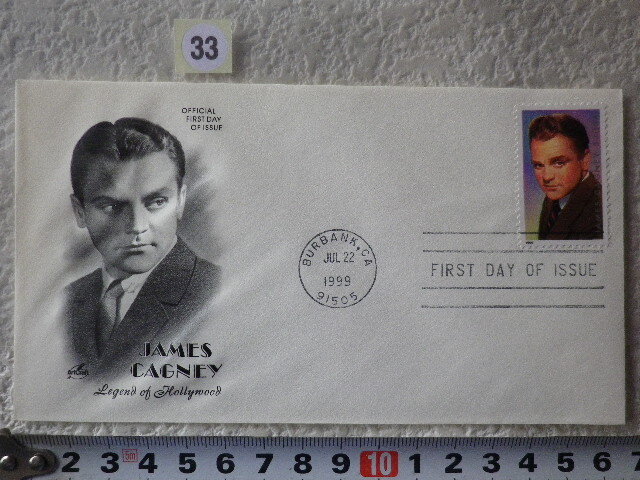 33
OFFICIAL
FIRST DAY
OF ISSUE
BURBANK, CA
JUL 22
1999
91505
FIRST DAY OF ISSUE
JAMES
CAGNEY
Legend of Hollywood
2 3 5m 4 5 6 7 8 9 10 1 2 3 4 5 6